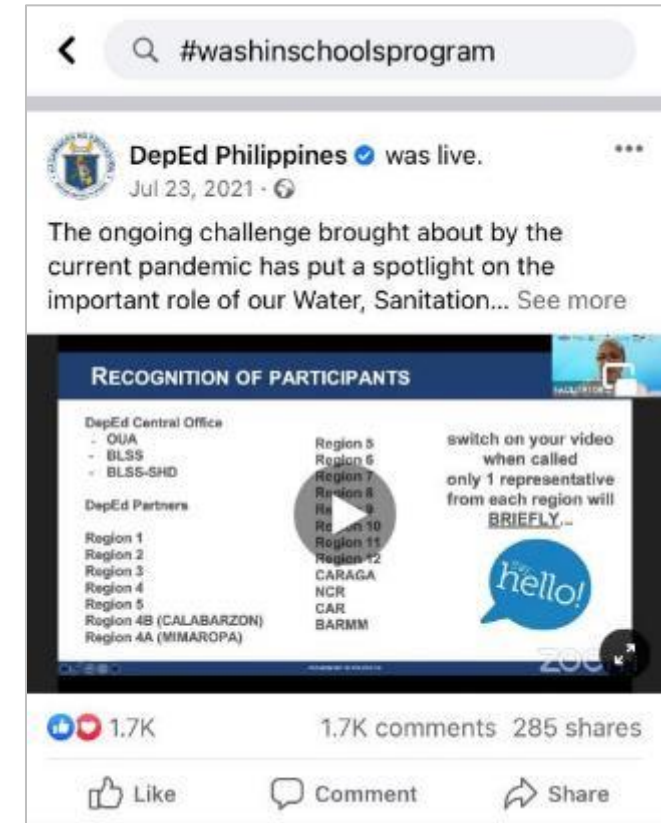 #washinschoolsprogram
DepEd Philippines was live.
Jul 23, 2021 ·
The ongoing challenge brought about by the
current pandemic has put a spotlight on the
important role of our Water, Sanitation... See more
RECOGNITION OF PARTICIPANTS
DepEd Central Office
- OUA
- BLSS
- BLSS-SHD
DepEd Partners
Region 1
Region 2
Region 3
Region 4
Region 5
Region 4B (CALABARZON)
Region 4A (MIMAROPA)
Region 5
Region 6
Region 7
Region 8
9
Region 10
Region 11
Region 12
CARAGA
NCR
CAR
BARMM
switch on your video
when called
only 1 representative
from each region will
BRIEFLY...
hello!
1.7K
1.7K comments 285 shares
Like
Comment
Share